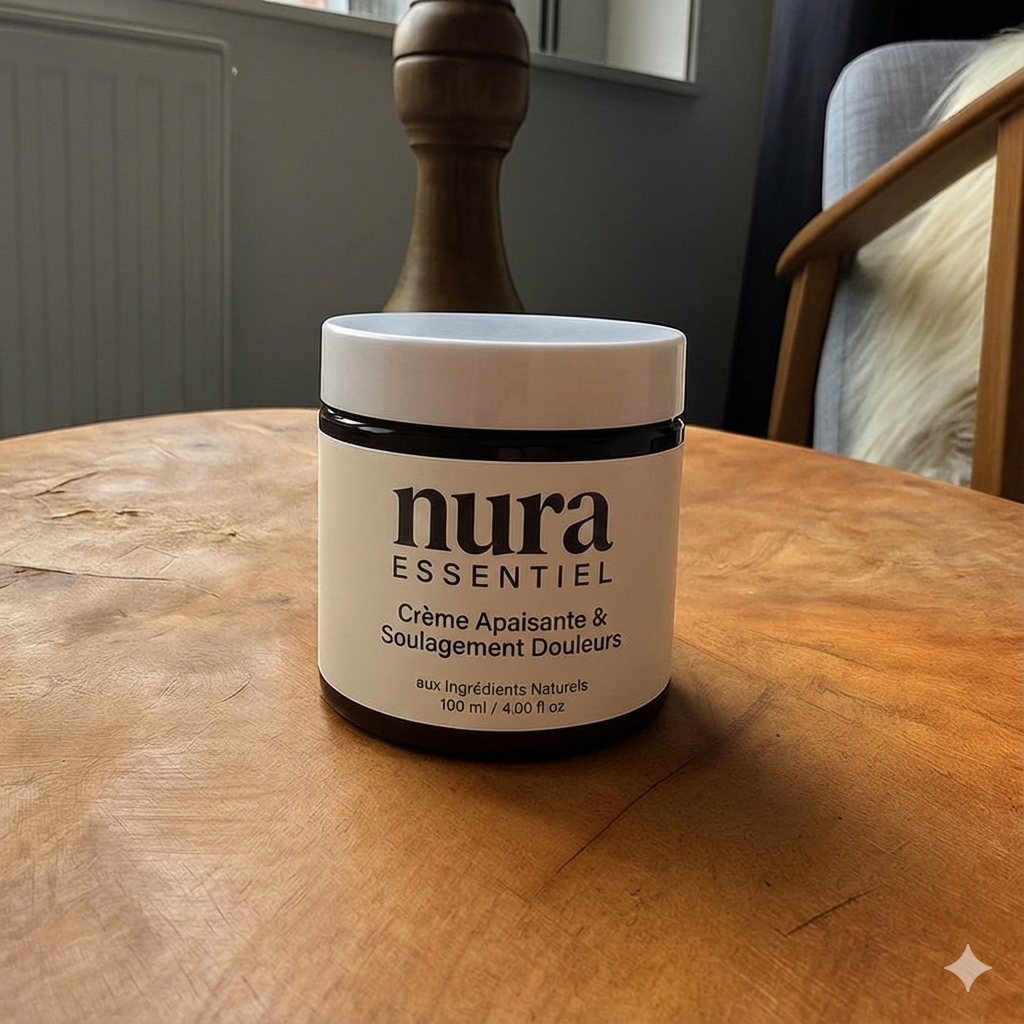 nura
ESSENTIEL
Crème Apaisante &
Soulagement Douleurs
aux Ingrédients Naturels
100 ml / 4.00 fl oz